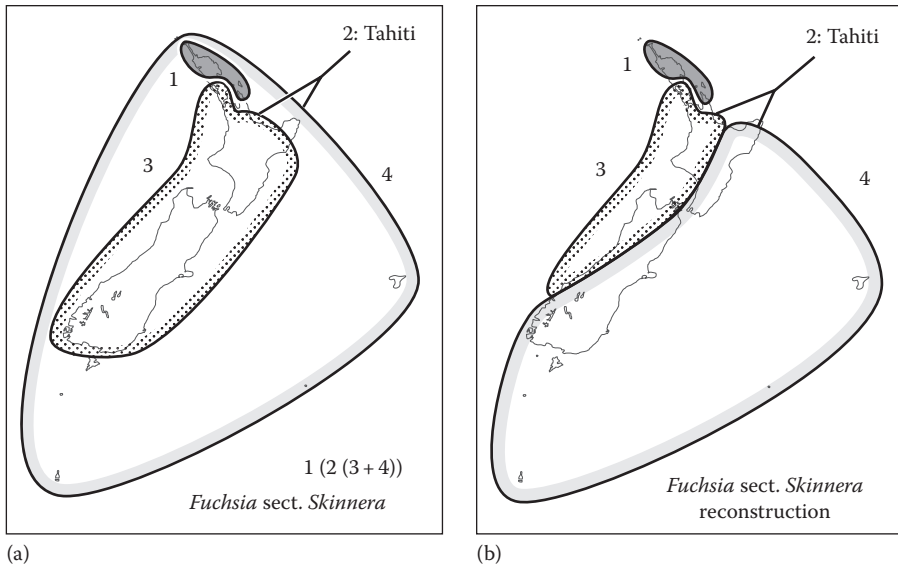 2: Tahiti
1
3
4
1 (2 (3 + 4))
Fuchsia sect. Skinnera
(a)
2: Tahiti
1
3
4
Fuchsia sect. Skinnera
reconstruction
(b)